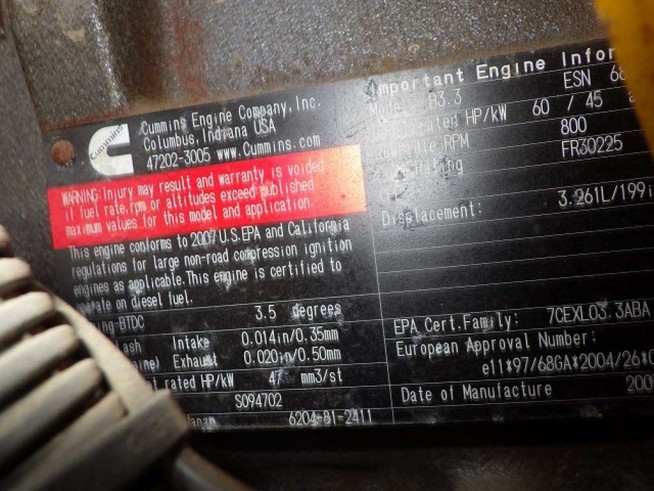 Cummins
Cummins Engine Company, Inc.
Columbus, Indiana USA
47202-3005 www.Cummins.com
WARNING: Injury may result and warranty is voided
if fuel rate, rpm or altitudes exceed published
maximum values for this model and application.
This engine conforms to 2007 U.S.EPA and California
regulations for large non-road compression ignition
engines as applicable. This engine is certified to
operate on diesel fuel.
-BTDC 3.5 degrees
Intake 0.014in/0.35mm
Exhaust 0.020in/0.50mm
rated HP/kW 47 mm3/st
S094702
Japan 6204-81-2411
Important Engine
ESN
Model B3.3
HP/kW 60 / 45
RPM 800
Rating FR30225
Displacement: 3.261L/199
EPA Cert.Family: 7CEXL03.3ABA
European Approval Number:
e11*97/68GA*2004/26*
Date of Manufacture